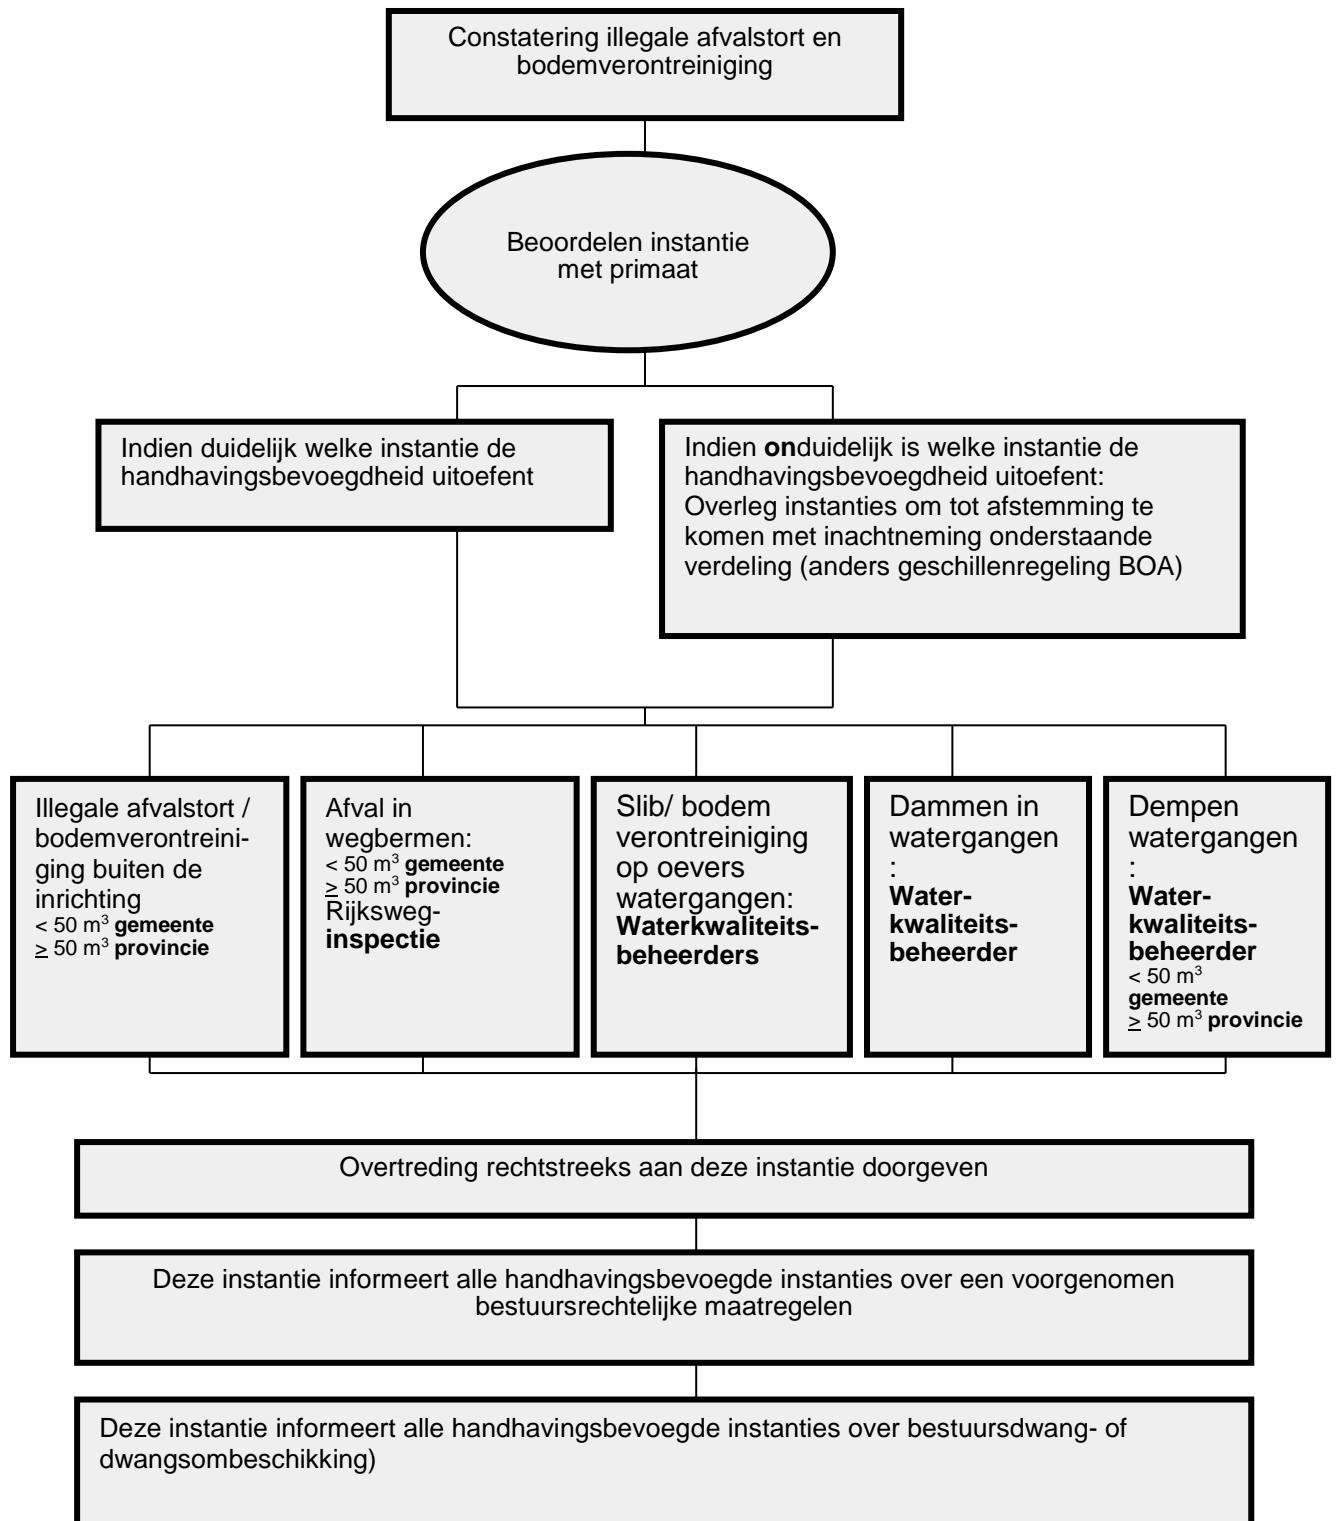 Constatering illegale afvalstort en
bodemverontreiniging
Beoordelen instantie
met primaat
Indien duidelijk welke instantie de
handhavingsbevoegdheid uitoefent
Indien onduidelijk is welke instantie de
handhavingsbevoegdheid uitoefent:
Overleg instanties om tot afstemming te
komen met inachtneming onderstaande
verdeling (anders geschillenregeling BOA)
Illegale afvalstort /
bodemverontreini-
ging buiten de
inrichting
< 50 m³ gemeente
≥ 50 m³ provincie
Afval in
wegbermen:
< 50 m³ gemeente
≥ 50 m³ provincie
Rijksweg-
inspectie
Slib/ bodem
verontreiniging
op oevers
watergangen:
Waterkwaliteits-
beheerders
Dammen in
watergangen
:
Water-
kwaliteits-
beheerder
Dempen
watergangen
:
Water-
kwaliteits-
beheerder
< 50 m³
gemeente
≥ 50 m³ provincie
Overtreding rechtstreeks aan deze instantie doorgeven
Deze instantie informeert alle handhavingsbevoegde instanties over een voorgenomen
bestuursrechtelijke maatregelen
Deze instantie informeert alle handhavingsbevoegde instanties over bestuursdwang- of
dwangsombeschikking)